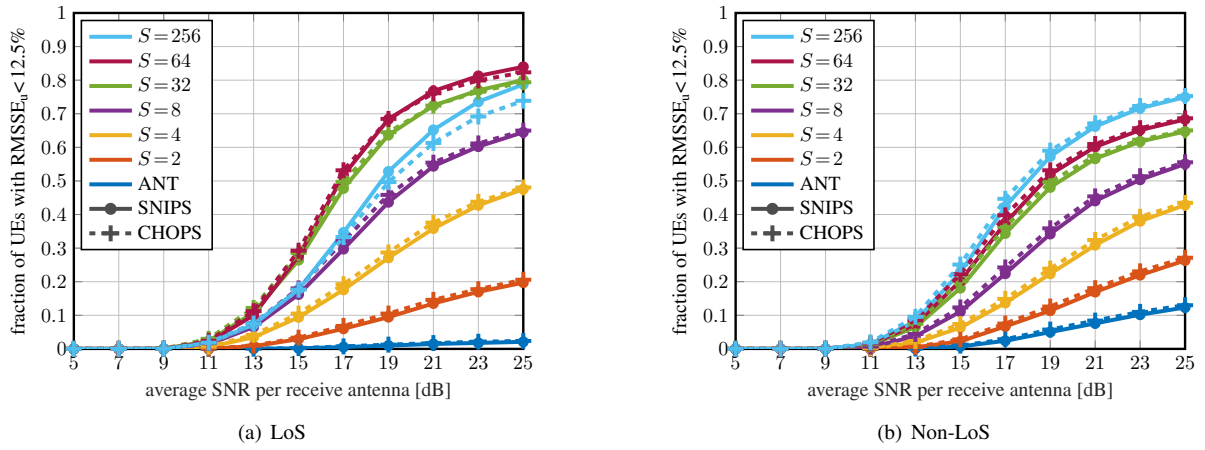 fraction of UEs with RMSSE_u<12.5%
1
0.9
0.8
0.7
0.6
0.5
0.4
0.3
0.2
0.1
0
S = 256
S = 64
S = 32
S = 8
S = 4
S = 2
ANT
SNIPS
CHOPS
5 7 9 11 13 15 17 19 21 23 25
average SNR per receive antenna [dB]
(a) LoS
fraction of UEs with RMSSE_u<12.5%
1
0.9
0.8
0.7
0.6
0.5
0.4
0.3
0.2
0.1
0
S = 256
S = 64
S = 32
S = 8
S = 4
S = 2
ANT
SNIPS
CHOPS
5 7 9 11 13 15 17 19 21 23 25
average SNR per receive antenna [dB]
(b) Non-LoS